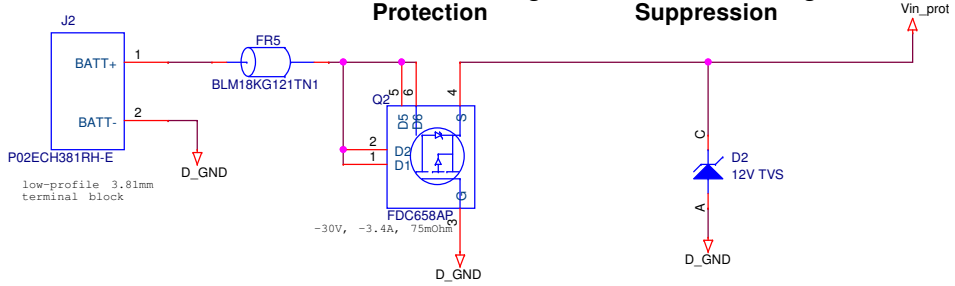 Protection
Suppression
Vin_prot
J2
BATT+
1
BATT-
2
P02ECH381RH-E
low-profile 3.81mm
terminal block
D_GND
FR5
BLM18KG121TN1
Q2
5
6
4
D5
D6
S
2
D2
1
D1
G
FDC658AP
3
-30V, -3.4A, 75mOhm
D_GND
C
D2
12V TVS
A
D_GND